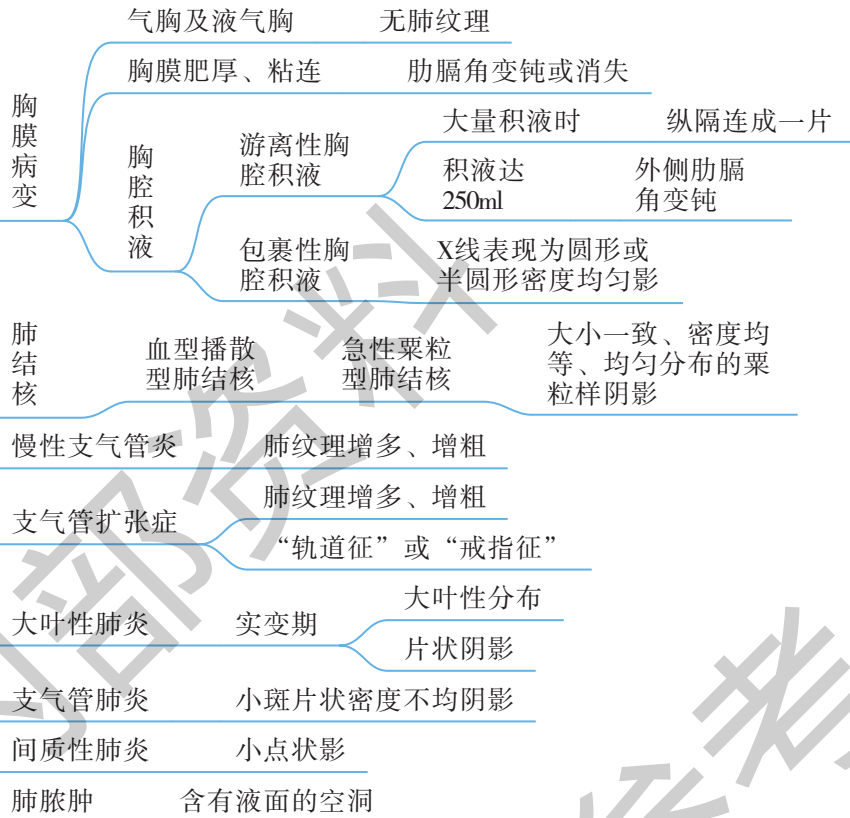 气胸及液气胸 无肺纹理
胸膜肥厚、粘连 肋膈角变钝或消失
胸膜病变
胸腔积液
游离性胸
腔积液
大量积液时 纵隔连成一片
积液达
250ml
外侧肋膈
角变钝
包裹性胸
腔积液
X线表现为圆形或
半圆形密度均匀影
肺结核
血型播散
型肺结核
急性粟粒
型肺结核
大小一致、密度均
等、均匀分布的粟
粒样阴影
慢性支气管炎 肺纹理增多、增粗
支气管扩张症
肺纹理增多、增粗
“轨道征”或“戒指征”
大叶性肺炎 实变期
大叶性分布
片状阴影
支气管肺炎 小斑片状密度不均阴影
间质性肺炎 小点状影
肺脓肿 含有液面的空洞
部资料
参考